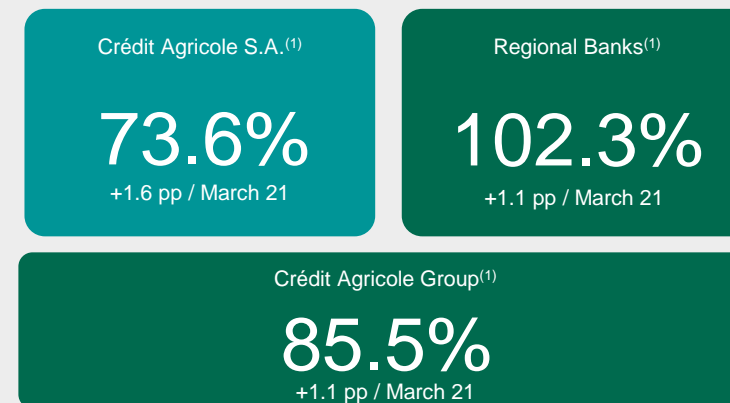 Crédit Agricole S.A.(1)
73.6%
+1.6 pp / March 21
Regional Banks(1)
102.3%
+1.1 pp / March 21
Crédit Agricole Group(1)
85.5%
+1.1 pp / March 21